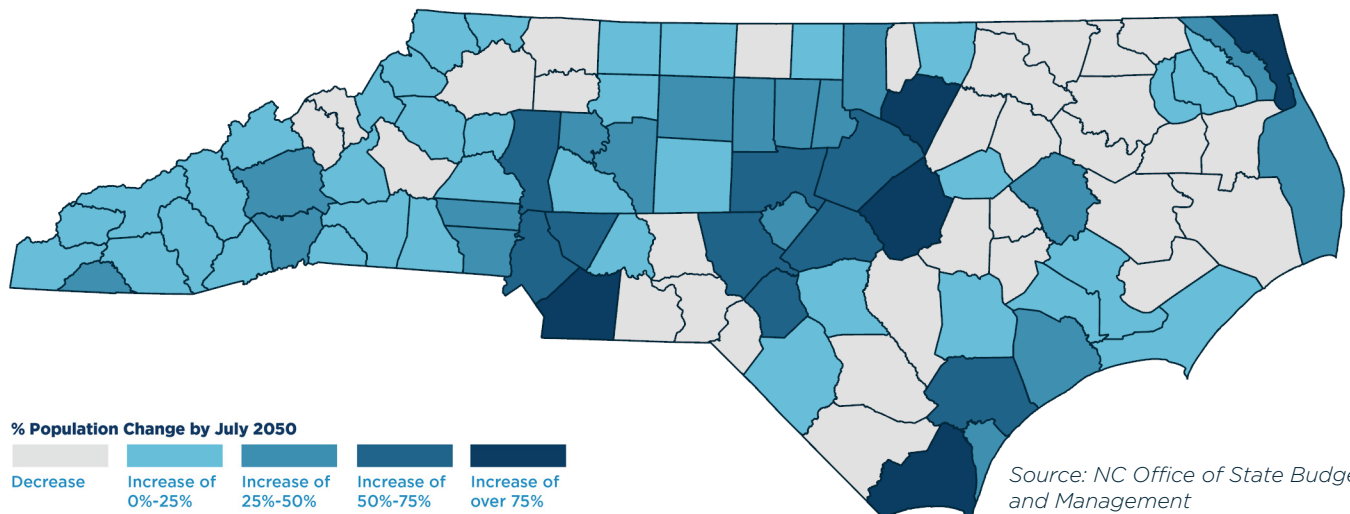 % Population Change by July 2050
Decrease
Increase of
0%-25%
Increase of
25%-50%
Increase of
50%-75%
Increase of
over 75%
Source: NC Office of State Budge
and Management